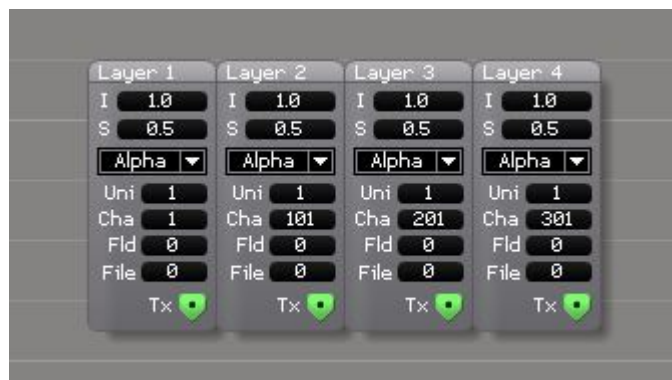 Layer 1 Layer 2 Layer 3 Layer 4
I 1.0 I 1.0 I 1.0 I 1.0
S 0.5 S 0.5 S 0.5 S 0.5
Alpha Alpha Alpha Alpha
Uni 1 Uni 1 Uni 1 Uni 1
Cha 1 Cha 101 Cha 201 Cha 301
Fld 0 Fld 0 Fld 0 Fld 0
File 0 File 0 File 0 File 0
Tx Tx Tx Tx